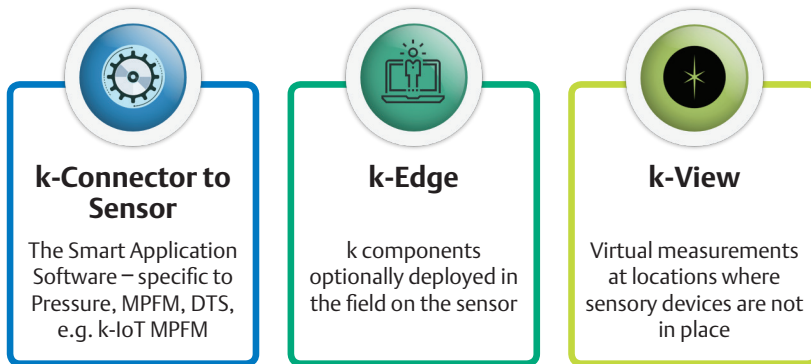 k-Connector to
Sensor
The Smart Application
Software – specific to
Pressure, MPFM, DTS,
e.g. k-IoT MPFM
k-Edge
k components
optionally deployed in
the field on the sensor
k-View
Virtual measurements
at locations where
sensory devices are not
in place